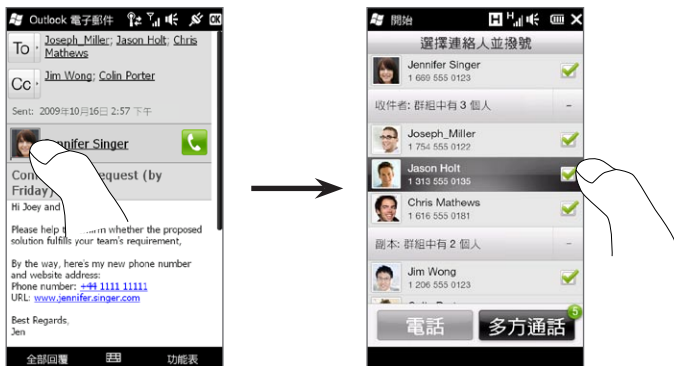 Outlook 電子郵件
To
Joseph_Miller; Jason Holt; Chris
Mathews
Cc
Jim Wong; Colin Porter
Sent: 2009年10月16日 2:57 下午
nnifer Singer
Con equest (by
Friday)
Hi Joey and
Please help t m whether the proposed
solution fulfills your team's requirement,
By the way, here's my new phone number
and website address:
Phone number: +44 1111 11111
URL: www.jennifer.singer.com
Best Regards,
Jen
全部回覆
功能表
開始
選擇連絡人並撥號
Jennifer Singer
1 669 555 0123
收件者: 群組中有 3 個人
Joseph_Miller
1 754 555 0122
Jason Holt
1 313 555 0135
Chris Mathews
1 616 555 0181
副本: 群組中有 2 個人
Jim Wong
1 206 555 0123
電話
多方通話
5